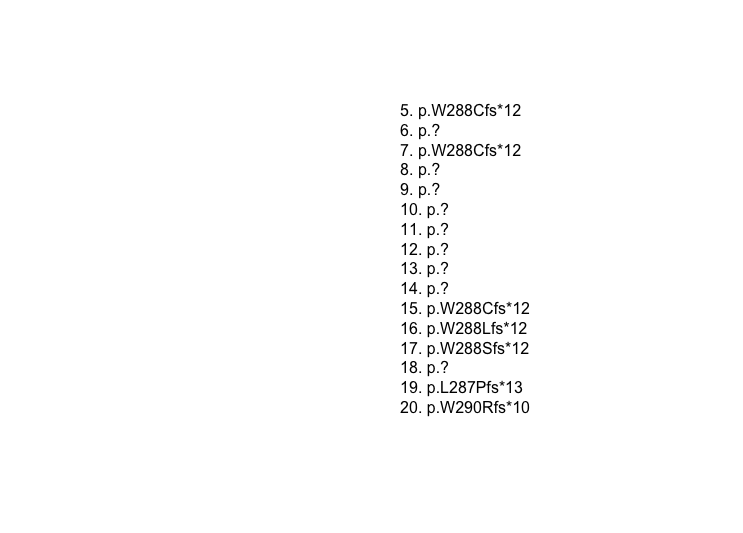 5. p.W288Cfs*12
6. p.?
7. p.W288Cfs*12
8. p.?
9. p.?
10. p.?
11. p.?
12. p.?
13. p.?
14. p.?
15. p.W288Cfs*12
16. p.W288Lfs*12
17. p.W288Sfs*12
18. p.?
19. p.L287Pfs*13
20. p.W290Rfs*10